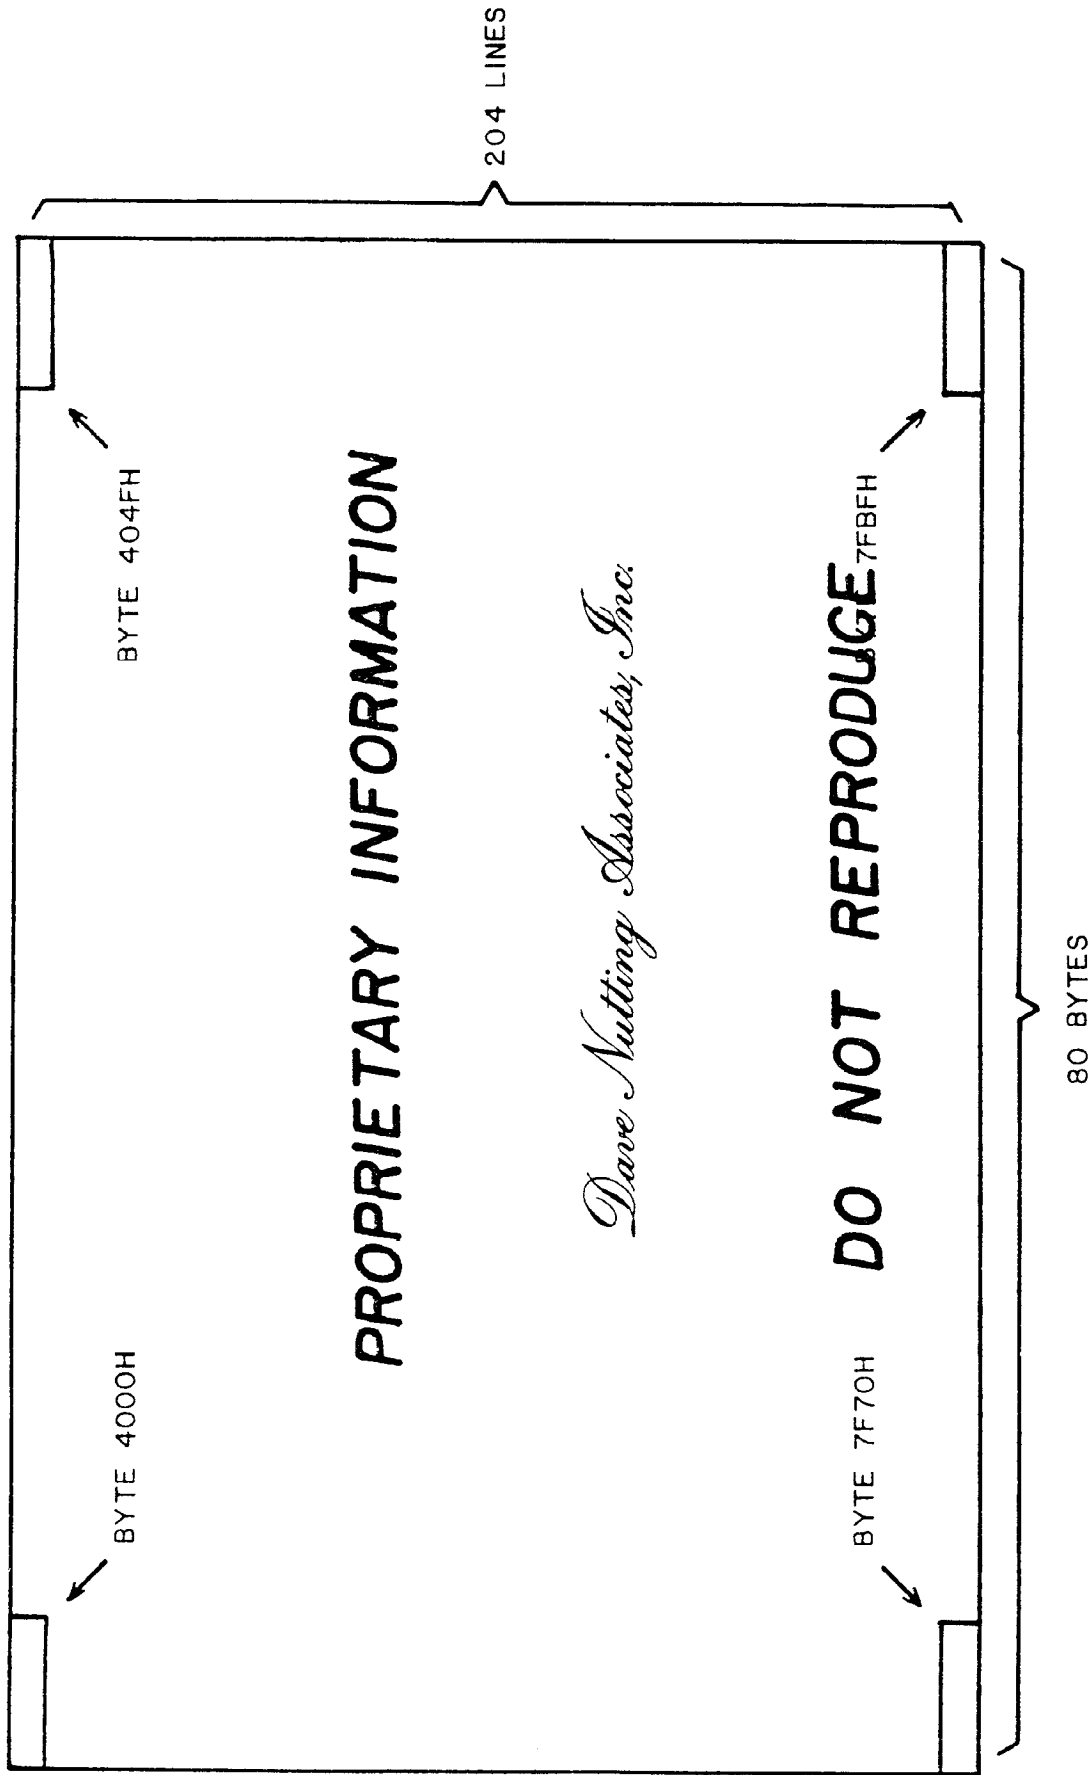 BYTE 4000H
BYTE 404FH
PROPRIETARY INFORMATION
204 LINES
Dave Nutting Associates, Inc.
DO NOT REPRODUCE
BYTE 7F70H
BYTE 7FBFH
80 BYTES